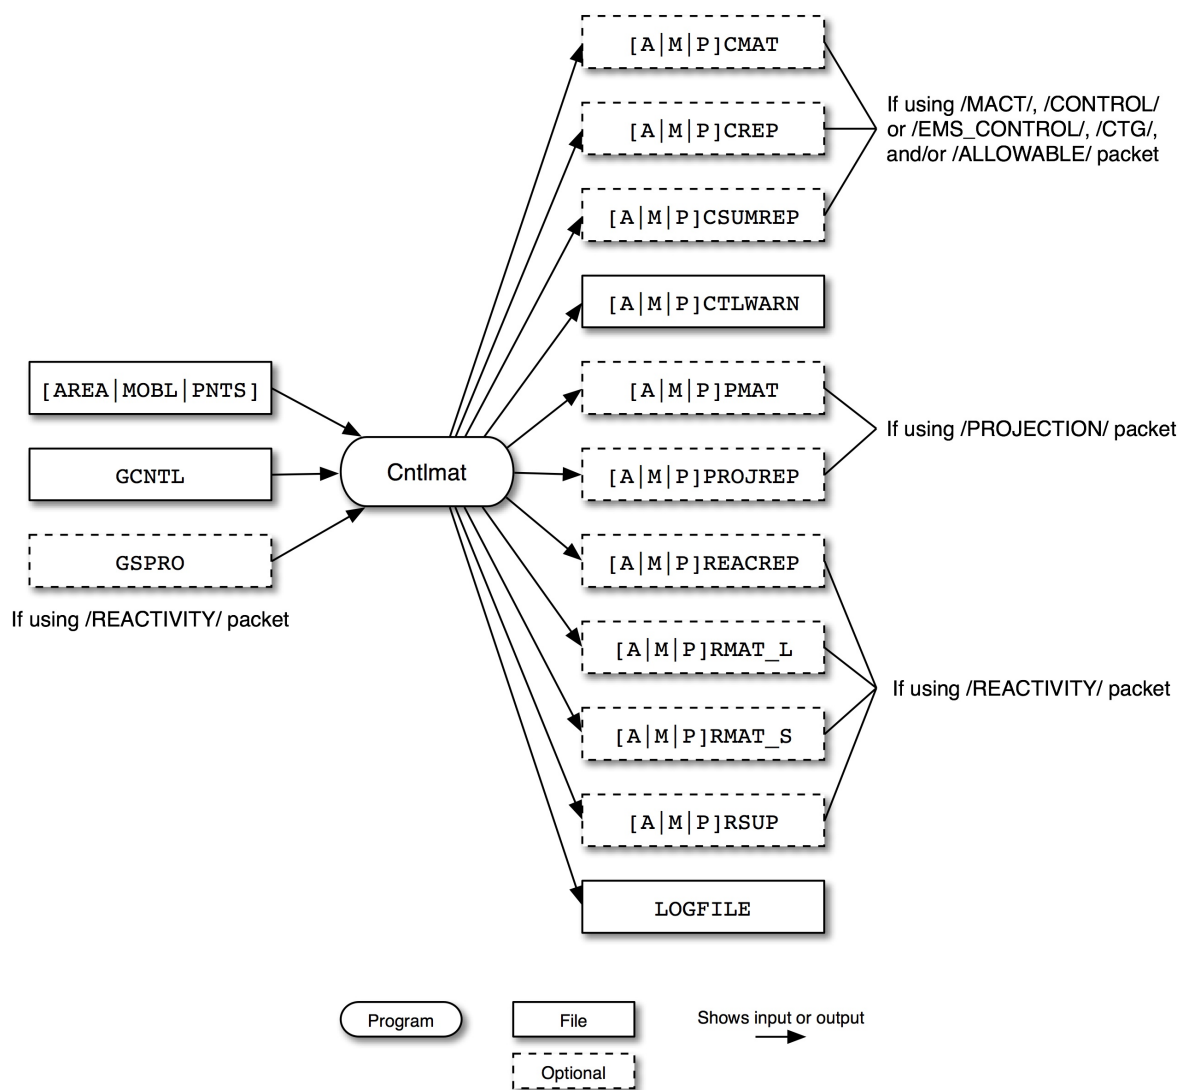 [A|M|P]CMAT
[A|M|P]CREP
[A|M|P]CSUMREP
If using /MACT/, /CONTROL/
or /EMS_CONTROL/, /CTG/,
and/or /ALLOWABLE/ packet
[A|M|P]CTLWARN
[AREA|MOBL|PNTS]
GCNTL
GSPRO
If using /REACTIVITY/ packet
Cntlmat
[A|M|P]PMAT
[A|M|P]PROJREP
If using /PROJECTION/ packet
[A|M|P]REACREP
[A|M|P]RMAT_L
[A|M|P]RMAT_S
[A|M|P]RSUP
If using /REACTIVITY/ packet
LOGFILE
Program
File
Optional
Shows input or output